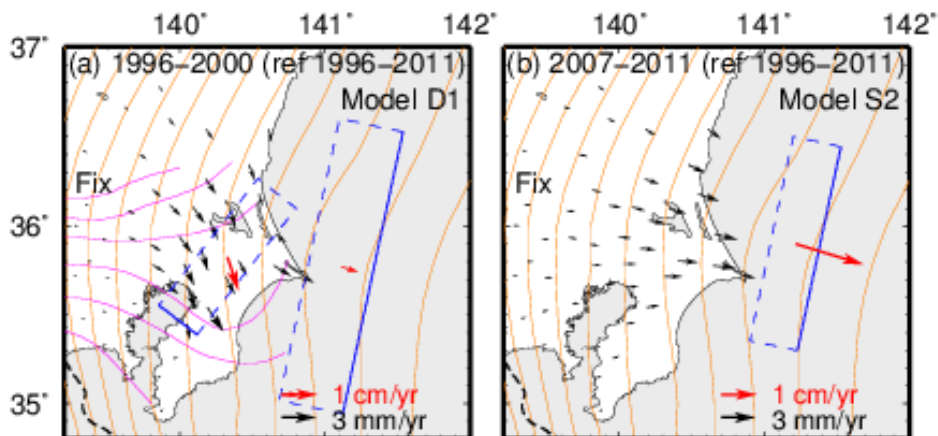 140° 141° 142° 140° 141° 142°
37°
(a) 1996−2000 (ref 1996−2011) (b) 2007−2011 (ref 1996−2011)
Model D1 Model S2
Fix Fix
36°
1 cm/yr 1 cm/yr
35° 3 mm/yr 3 mm/yr